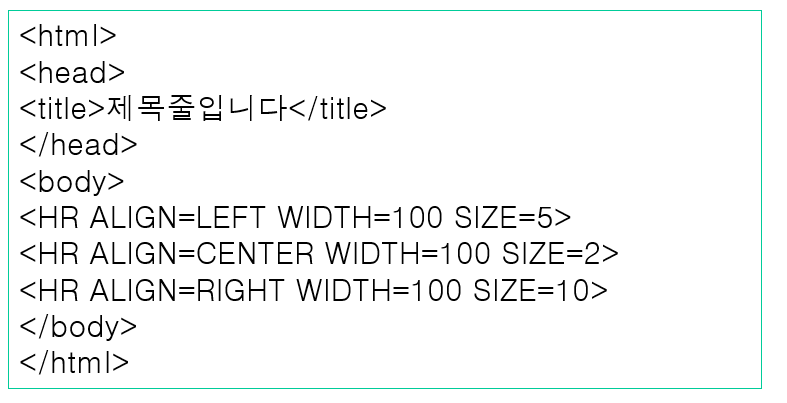 <html>
<head>
<title>제목줄입니다</title>
</head>
<body>
<HR ALIGN=LEFT WIDTH=100 SIZE=5>
<HR ALIGN=CENTER WIDTH=100 SIZE=2>
<HR ALIGN=RIGHT WIDTH=100 SIZE=10>
</body>
</html>